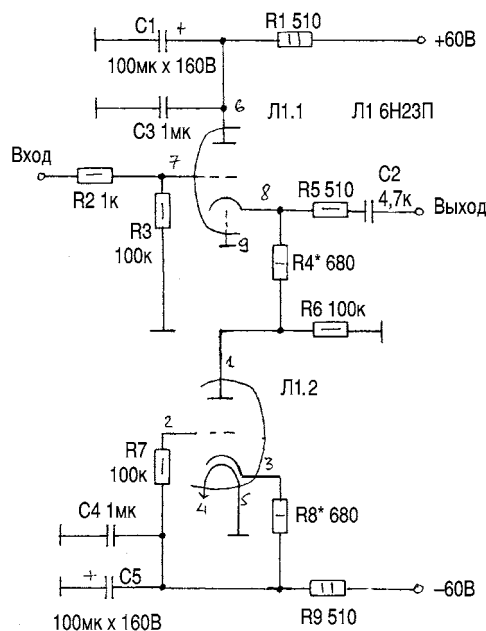 C1 + R1 510 +60В
100мк x 160В
6 Л1.1 Л1 6Н23П
C3 1мк
Вход 7 C2
R2 1к 8 R5 510 4,7к Выход
R3 9
100к R4* 680
R6 100к
1
Л1.2
2
R7 3
100к 4 5
C4 1мк R8* 680
+ C5 –60В
100мк x 160В R9 510